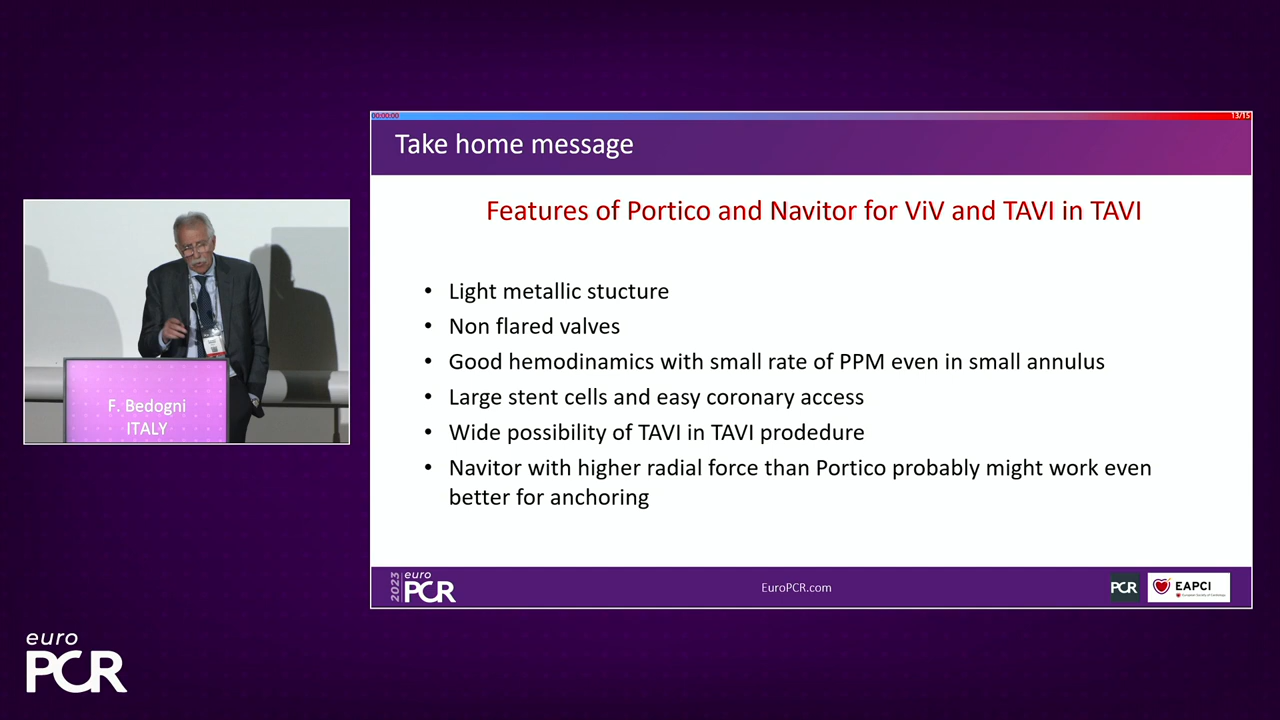 00:00:00
13/15
Take home message
Features of Portico and Navitor for ViV and TAVI in TAVI
• Light metallic stucture
• Non flared valves
• Good hemodinamics with small rate of PPM even in small annulus
• Large stent cells and easy coronary access
• Wide possibility of TAVI in TAVI prodedure
• Navitor with higher radial force than Portico probably might work even
better for anchoring
F. Bedogni
ITALY
2023
euro
PCR
EuroPCR.com
PCR
EAPCI
euro
PCR